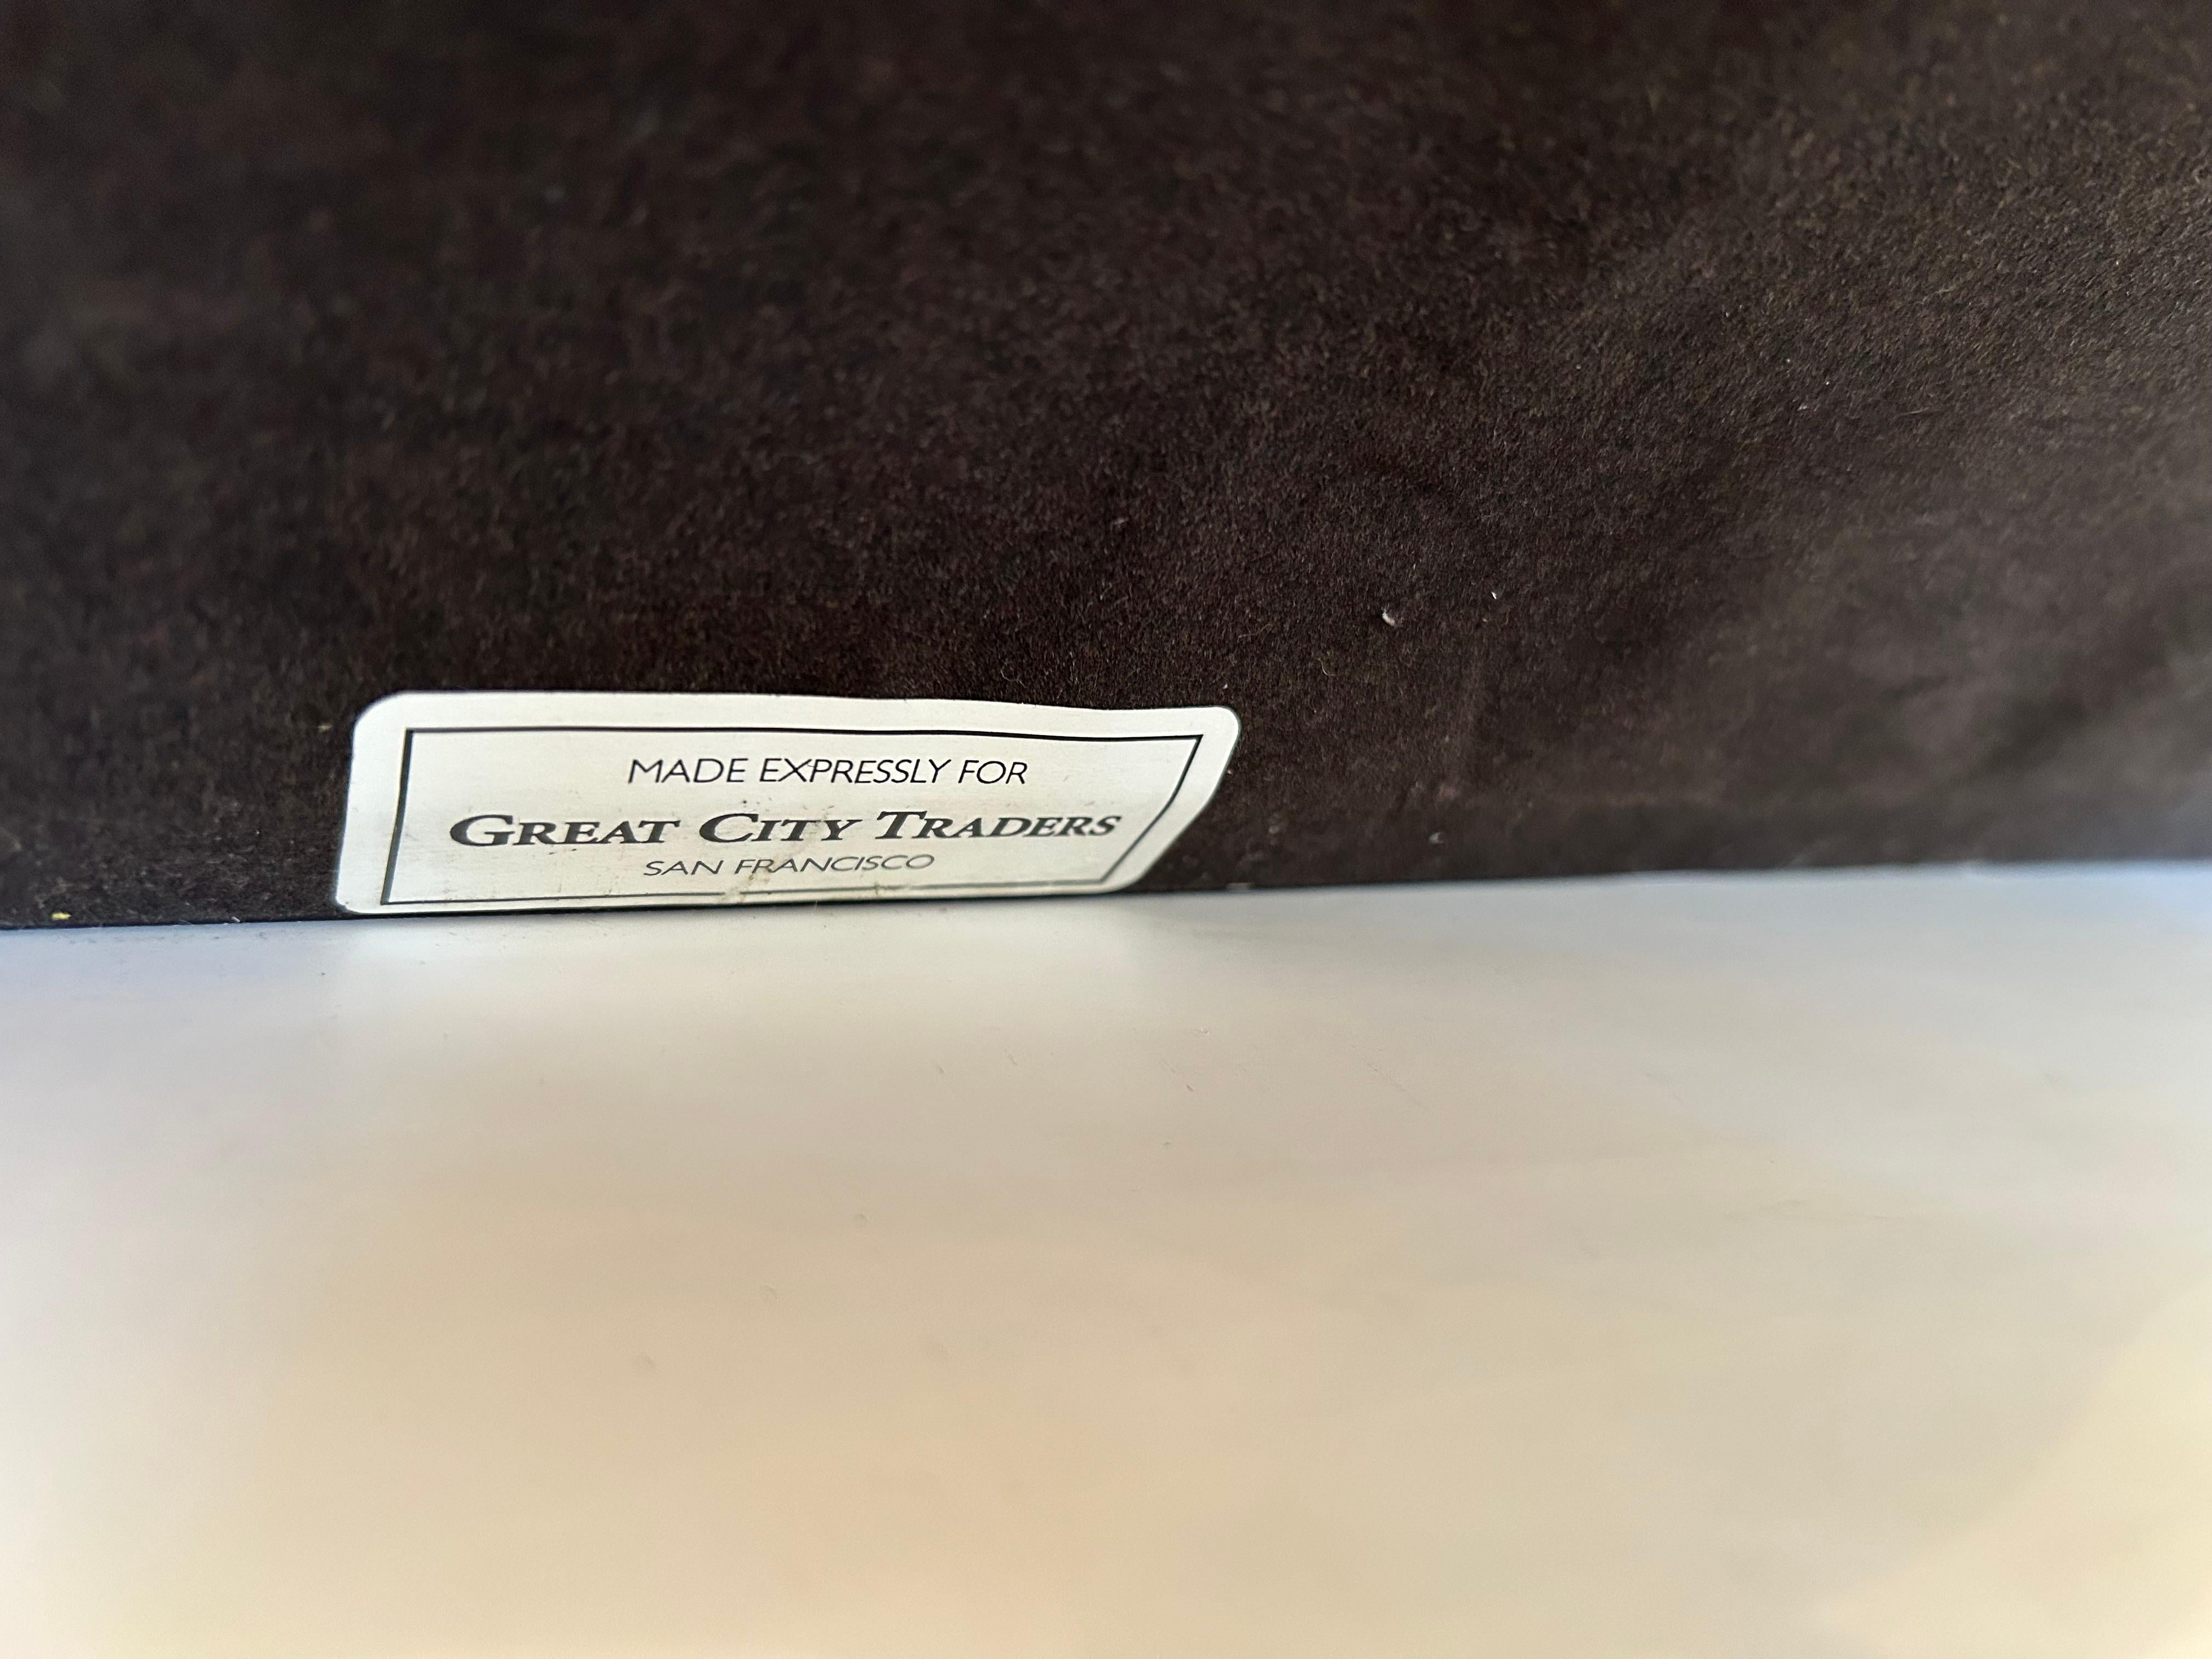 MADE EXPRESSLY FOR
GREAT CITY TRADERS
SAN FRANCISCO